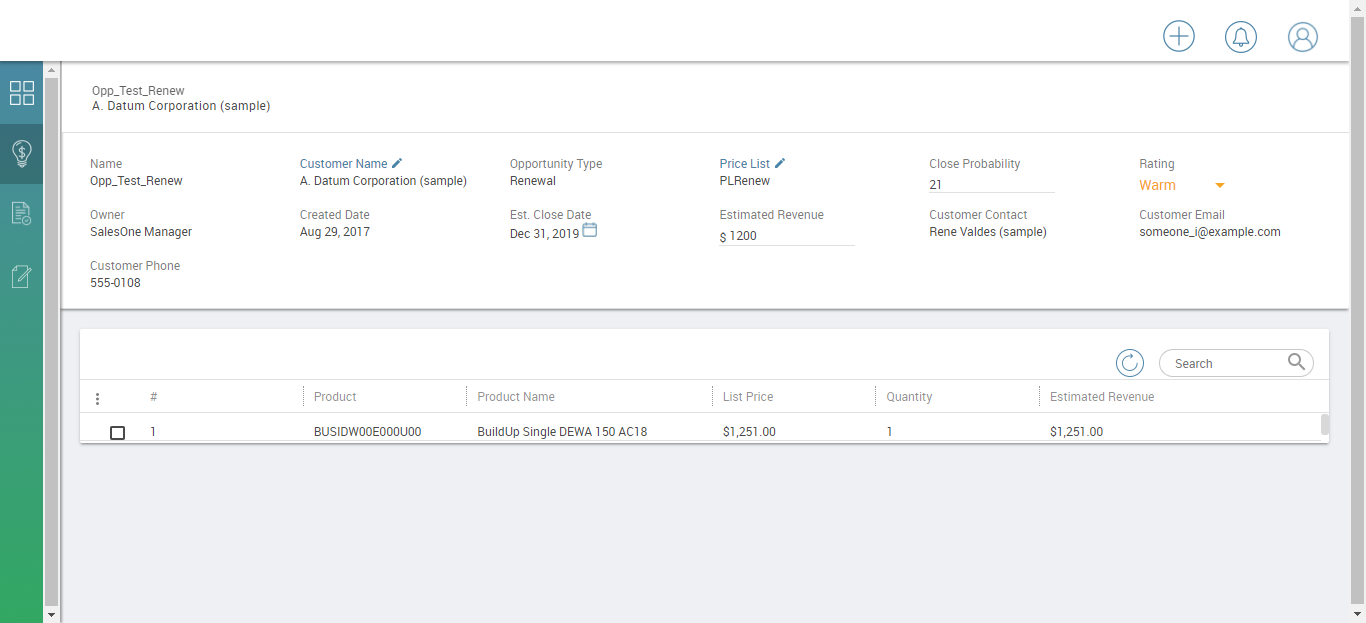 Opp_Test_Renew
A. Datum Corporation (sample)
Name Customer Name Opportunity Type Price List Close Probability Rating
Opp_Test_Renew A. Datum Corporation (sample) Renewal PLRenew 21 Warm
Owner Created Date Est. Close Date Estimated Revenue Customer Contact Customer Email
SalesOne Manager Aug 29, 2017 Dec 31, 2019 $ 1200 Rene Valdes (sample) someone_i@example.com
Customer Phone
555-0108
Search
# Product Product Name List Price Quantity Estimated Revenue
1 BUSIDW00E000U00 BuildUp Single DEWA 150 AC18 $1,251.00 1 $1,251.00